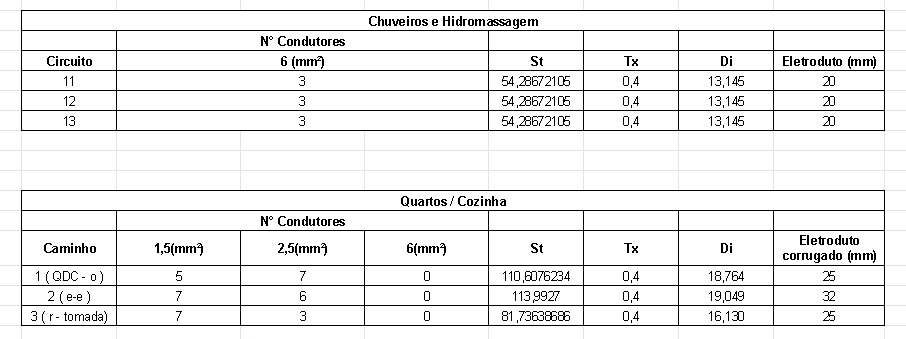 Chuveiros e Hidromassagem
N° Condutores
Circuito 6 (mm²) St Tx Di Eletroduto (mm)
11 3 54,28672105 0,4 13,145 20
12 3 54,28672105 0,4 13,145 20
13 3 54,28672105 0,4 13,145 20
Quartos / Cozinha
N° Condutores
Caminho 1,5(mm²) 2,5(mm²) 6(mm²) St Tx Di Eletroduto corrugado (mm)
1 ( QDC - o ) 5 7 0 110,6076234 0,4 18,764 25
2 ( e-e ) 7 6 0 113,9927 0,4 19,049 32
3 ( r - tomada) 7 3 0 81,73638686 0,4 16,130 25